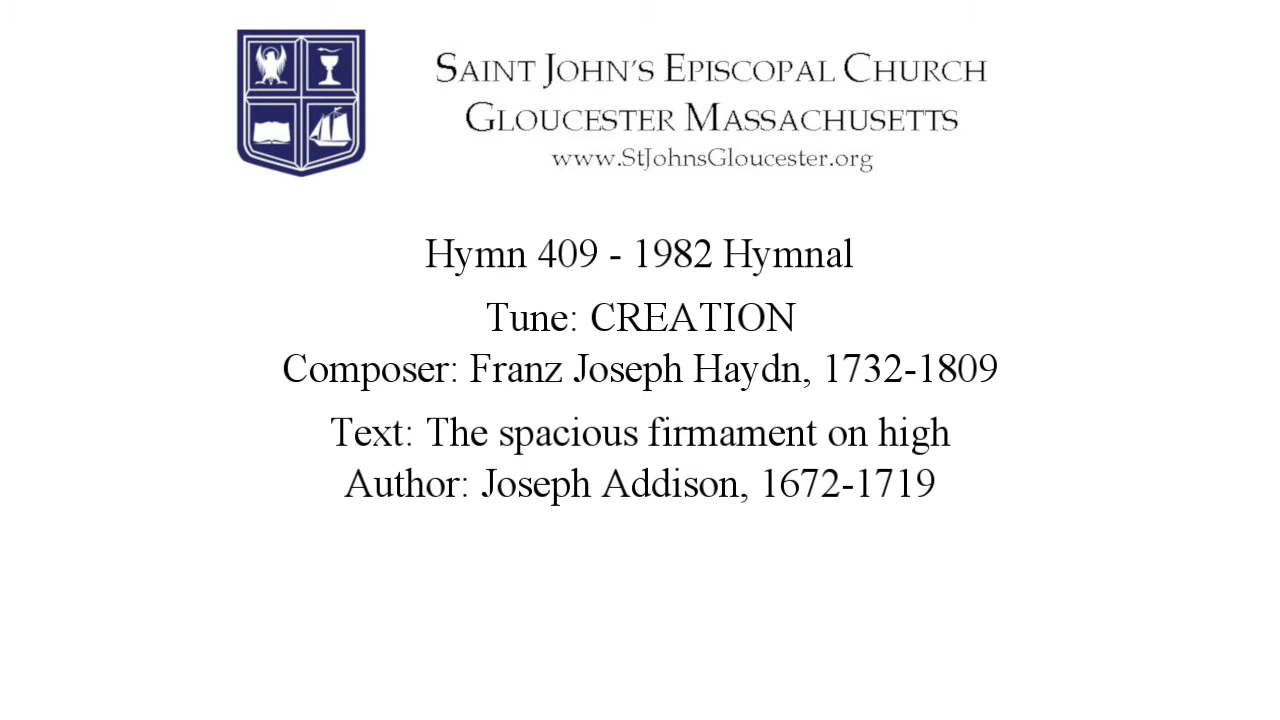 SAINT JOHN'S EPISCOPAL CHURCH
GLOUCESTER MASSACHUSETTS
www.StJohnsGloucester.org
Hymn 409 - 1982 Hymnal
Tune: CREATION
Composer: Franz Joseph Haydn, 1732-1809
Text: The spacious firmament on high
Author: Joseph Addison, 1672-1719